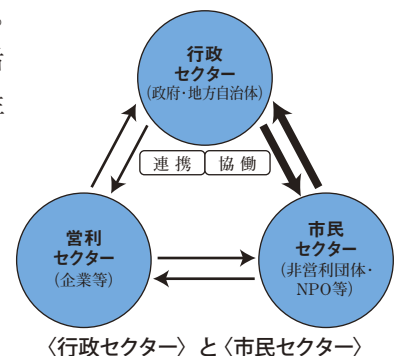 行政
セクター
(政府・地方自治体)
連携 協働
営利
セクター
(企業等)
市民
セクター
(非営利団体・
NPO等)
〈行政セクター〉と〈市民セクター〉